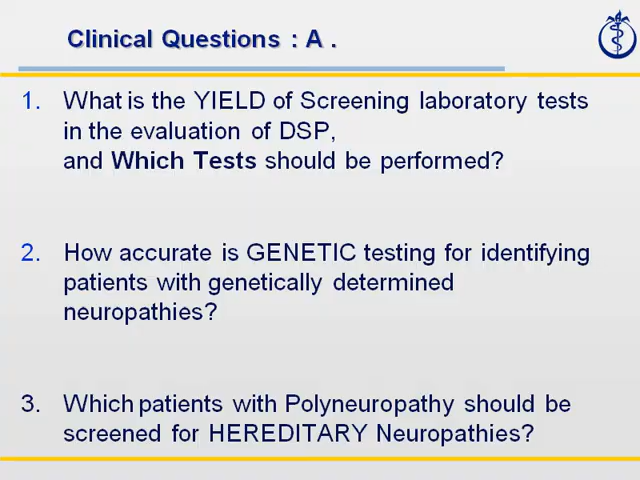 Clinical Questions : A .
1. What is the YIELD of Screening laboratory tests
in the evaluation of DSP,
and Which Tests should be performed?
2. How accurate is GENETIC testing for identifying
patients with genetically determined
neuropathies?
3. Which patients with Polyneuropathy should be
screened for HEREDITARY Neuropathies?